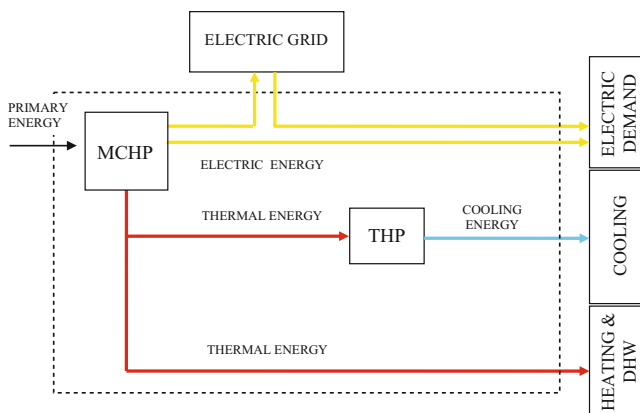 ELECTRIC GRID
PRIMARY
ENERGY
MCHP
ELECTRIC ENERGY
ELECTRIC
DEMAND
THERMAL ENERGY
THP
COOLING
ENERGY
COOLING
THERMAL ENERGY
HEATING &
DHW